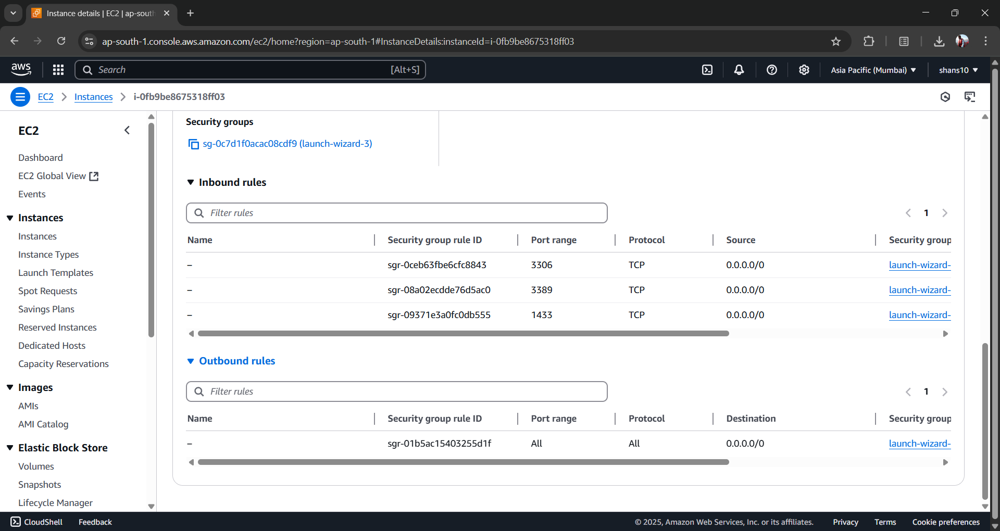 Instance details | EC2 | ap-south
ap-south-1.console.aws.amazon.com/ec2/home?region=ap-south-1#InstanceDetails:instanceId=i-0fb9be8675318ff03
aws
Search
[Alt+S]
Asia Pacific (Mumbai)
shans10
EC2
Instances
i-0fb9be8675318ff03
EC2
Dashboard
EC2 Global View
Events
Instances
Instances
Instance Types
Launch Templates
Spot Requests
Savings Plans
Reserved Instances
Dedicated Hosts
Capacity Reservations
Images
AMIs
AMI Catalog
Elastic Block Store
Volumes
Snapshots
Lifecycle Manager
Security groups
sg-0c7d1f0acac08cdf9 (launch-wizard-3)
Inbound rules
Filter rules
1
Name Security group rule ID Port range Protocol Source Security group
– sgr-0ceb63fbe6cfc8843 3306 TCP 0.0.0.0/0 launch-wizard-
– sgr-08a02ecdde76d5ac0 3389 TCP 0.0.0.0/0 launch-wizard-
– sgr-09371e3a0fc0db555 1433 TCP 0.0.0.0/0 launch-wizard-
Outbound rules
Filter rules
1
Name Security group rule ID Port range Protocol Destination Security group
– sgr-01b5ac15403255d1f All All 0.0.0.0/0 launch-wizard-
CloudShell
Feedback
© 2025, Amazon Web Services, Inc. or its affiliates.
Privacy
Terms
Cookie preferences